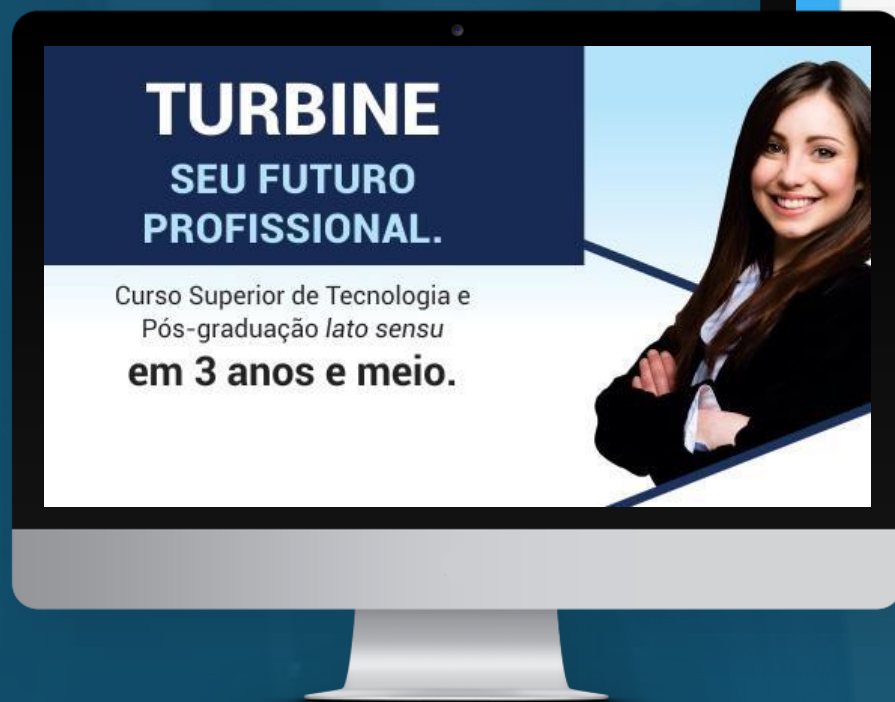 TURBINE
SEU FUTURO
PROFISSIONAL.
Curso Superior de Tecnologia e
Pós-graduação lato sensu
em 3 anos e meio.